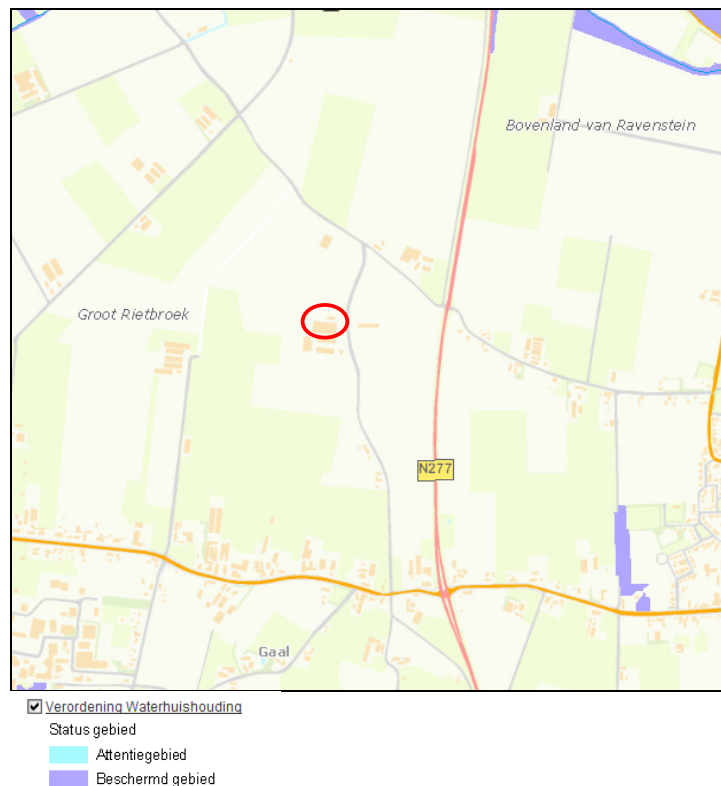 Bovenland van Ravenstein
Groot Rietbroek
N277
Gaal
Verordening Waterhuishouding
Status gebied
Attentiegebied
Beschermd gebied